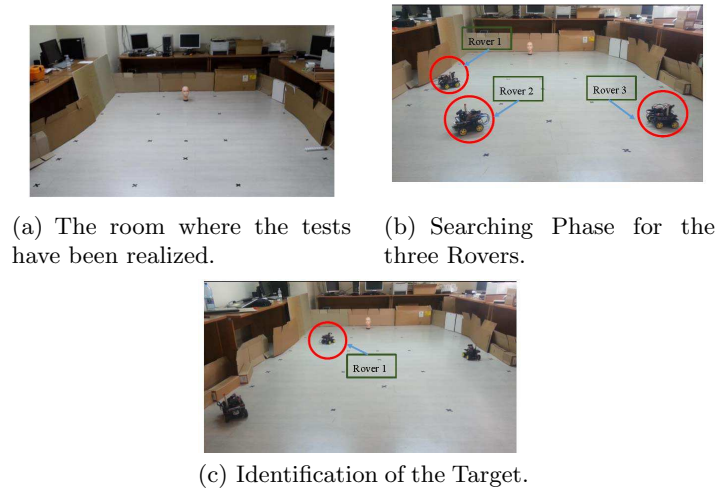 Rover 1
Rover 2
Rover 3
(a) The room where the tests
have been realized.
(b) Searching Phase for the
three Rovers.
Rover 1
(c) Identification of the Target.